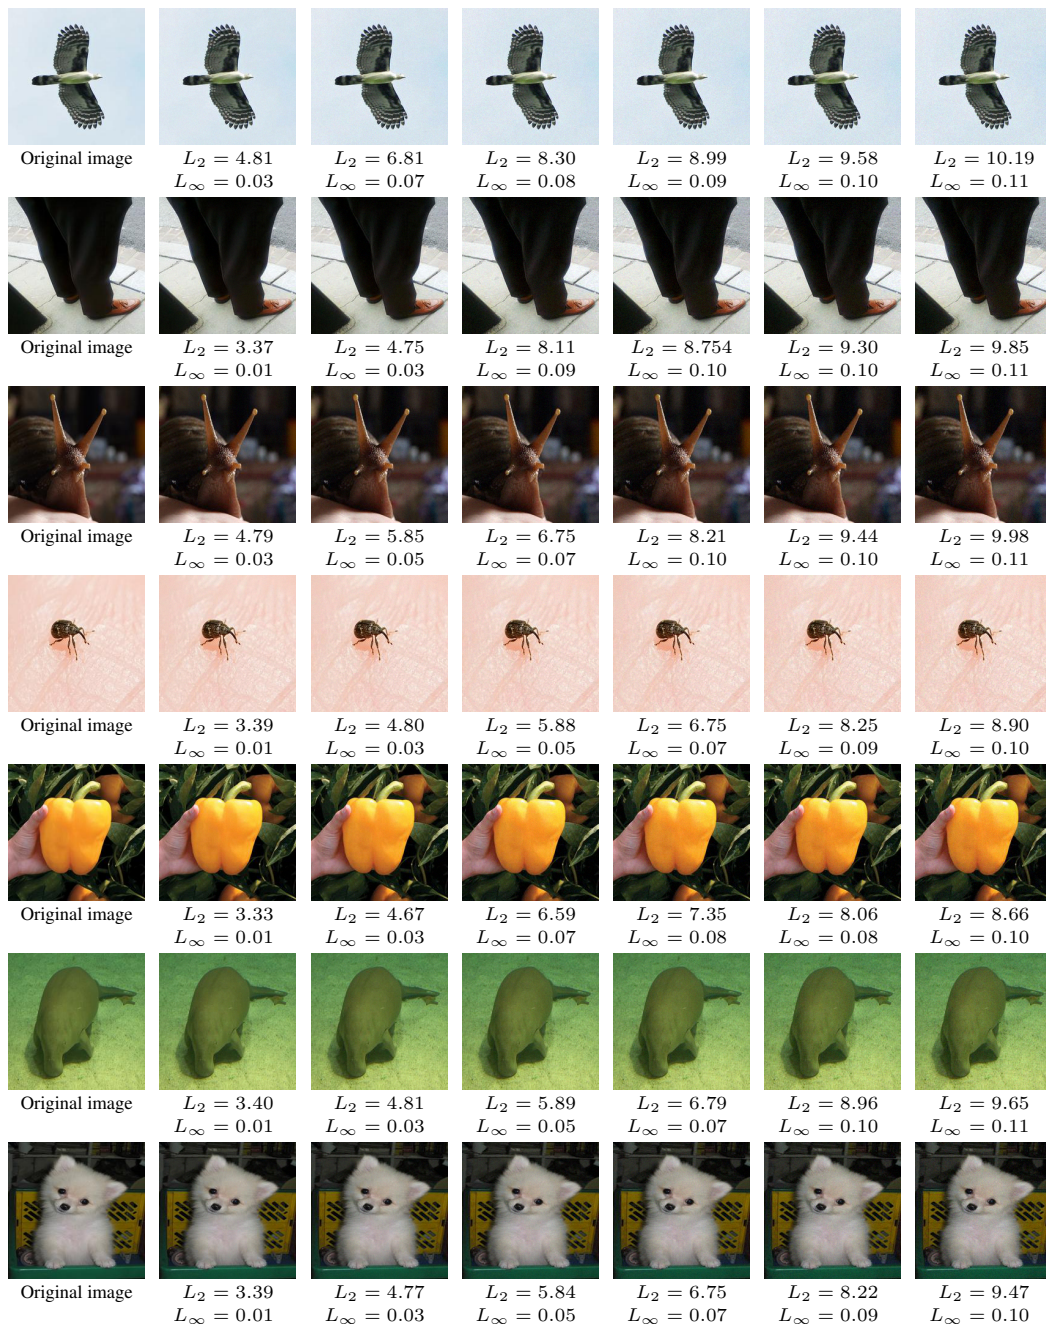 Original image L₂ = 4.81 L₂ = 6.81 L₂ = 8.30 L₂ = 8.99 L₂ = 9.58 L₂ = 10.19
L∞ = 0.03 L∞ = 0.07 L∞ = 0.08 L∞ = 0.09 L∞ = 0.10 L∞ = 0.11
Original image L₂ = 3.37 L₂ = 4.75 L₂ = 8.11 L₂ = 8.754 L₂ = 9.30 L₂ = 9.85
L∞ = 0.01 L∞ = 0.03 L∞ = 0.09 L∞ = 0.10 L∞ = 0.10 L∞ = 0.11
Original image L₂ = 4.79 L₂ = 5.85 L₂ = 6.75 L₂ = 8.21 L₂ = 9.44 L₂ = 9.98
L∞ = 0.03 L∞ = 0.05 L∞ = 0.07 L∞ = 0.10 L∞ = 0.10 L∞ = 0.11
Original image L₂ = 3.39 L₂ = 4.80 L₂ = 5.88 L₂ = 6.75 L₂ = 8.25 L₂ = 8.90
L∞ = 0.01 L∞ = 0.03 L∞ = 0.05 L∞ = 0.07 L∞ = 0.09 L∞ = 0.10
Original image L₂ = 3.33 L₂ = 4.67 L₂ = 6.59 L₂ = 7.35 L₂ = 8.06 L₂ = 8.66
L∞ = 0.01 L∞ = 0.03 L∞ = 0.07 L∞ = 0.08 L∞ = 0.08 L∞ = 0.10
Original image L₂ = 3.40 L₂ = 4.81 L₂ = 5.89 L₂ = 6.79 L₂ = 8.96 L₂ = 9.65
L∞ = 0.01 L∞ = 0.03 L∞ = 0.05 L∞ = 0.07 L∞ = 0.10 L∞ = 0.11
Original image L₂ = 3.39 L₂ = 4.77 L₂ = 5.84 L₂ = 6.75 L₂ = 8.22 L₂ = 9.47
L∞ = 0.01 L∞ = 0.03 L∞ = 0.05 L∞ = 0.07 L∞ = 0.09 L∞ = 0.10